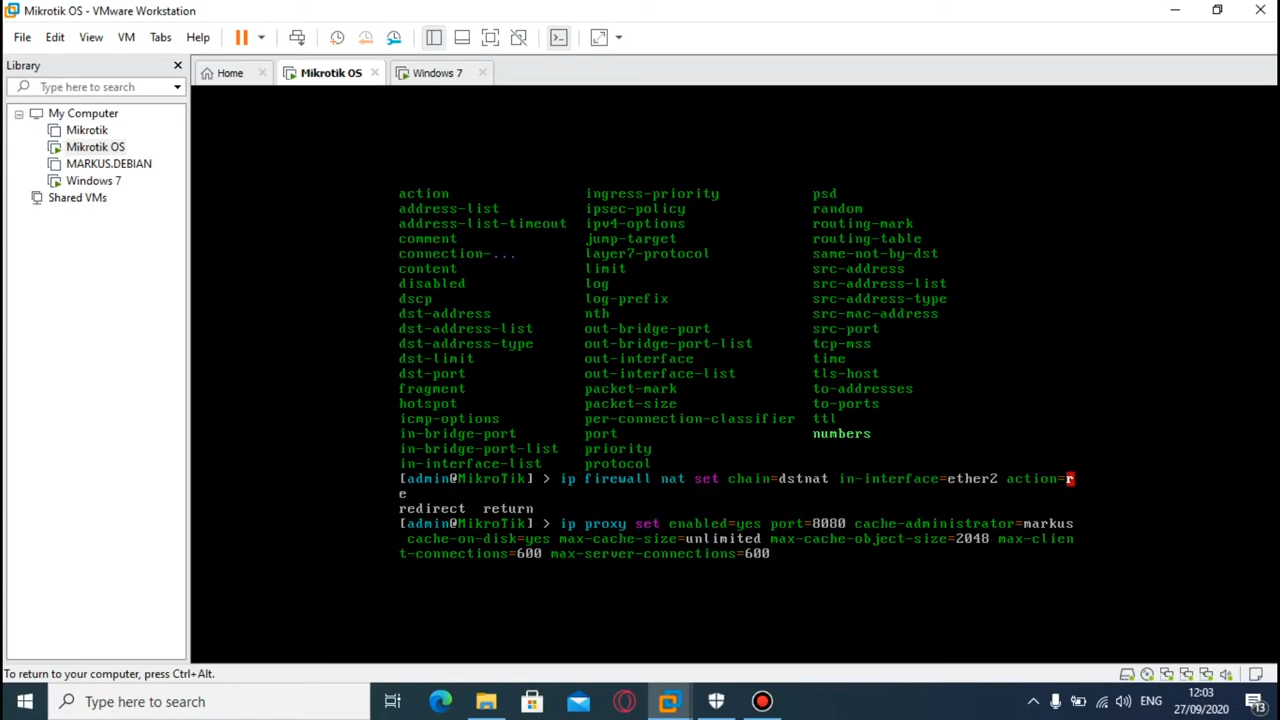 Mikrotik OS - VMware Workstation
File Edit View VM Tabs Help
Library
Type here to search
My Computer
Mikrotik
Mikrotik OS
MARKUS.DEBIAN
Windows 7
Shared VMs
Home Mikrotik OS Windows 7
action ingress-priority psd
address-list ipsec-policy random
address-list-timeout ipv4-options routing-mark
comment jump-target routing-table
connection-... layer7-protocol same-not-by-dst
content limit src-address
disabled log src-address-list
dscp log-prefix src-address-type
dst-address nth src-mac-address
dst-address-list out-bridge-port src-port
dst-address-type out-bridge-port-list tcp-mss
dst-limit out-interface time
dst-port out-interface-list tls-host
fragment packet-mark to-addresses
hotspot packet-size to-ports
icmp-options per-connection-classifier ttl
in-bridge-port port numbers
in-bridge-port-list priority
in-interface-list protocol
[admin@MikroTik] > ip firewall nat set chain=dstnat in-interface=ether2 action=r
e
redirect return
[admin@MikroTik] > ip proxy set enabled=yes port=8080 cache-administrator=markus
cache-on-disk=yes max-cache-size=unlimited max-cache-object-size=2048 max-clien
t-connections=600 max-server-connections=600
To return to your computer, press Ctrl+Alt.
Type here to search
ENG
12:03
27/09/2020
13